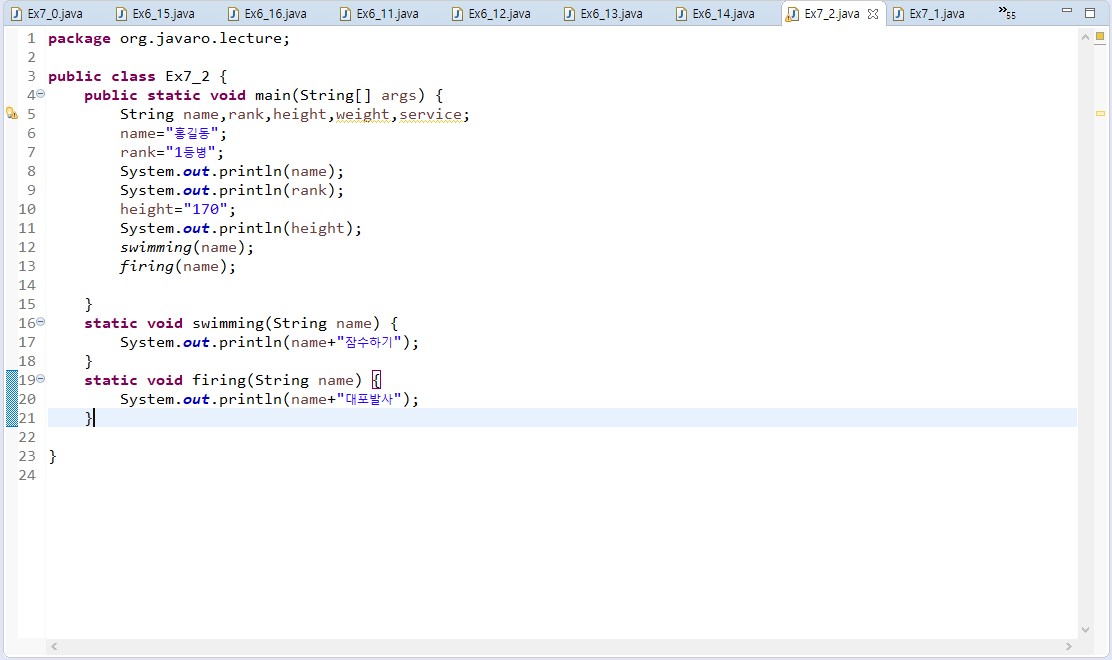 Ex7_0.java Ex6_15.java Ex6_16.java Ex6_11.java Ex6_12.java Ex6_13.java Ex6_14.java Ex7_2.java Ex7_1.java »55
1 package org.javaro.lecture;
2
3 public class Ex7_2 {
4 public static void main(String[] args) {
5 String name,rank,height,weight,service;
6 name="홍길동";
7 rank="1등병";
8 System.out.println(name);
9 System.out.println(rank);
10 height="170";
11 System.out.println(height);
12 swimming(name);
13 firing(name);
14
15 }
16 static void swimming(String name) {
17 System.out.println(name+"잠수하기");
18 }
19 static void firing(String name) {
20 System.out.println(name+"대포발사");
21 }
22
23 }
24